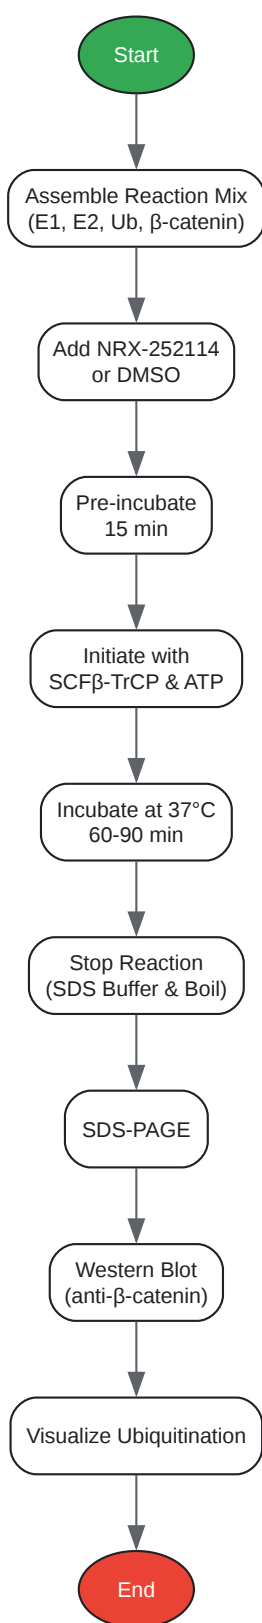 Start
Assemble Reaction Mix
(E1, E2, Ub, β-catenin)
Add NRX-252114
or DMSO
Pre-incubate
15 min
Initiate with
SCFβ-TrCP & ATP
Incubate at 37°C
60-90 min
Stop Reaction
(SDS Buffer & Boil)
SDS-PAGE
Western Blot
(anti-β-catenin)
Visualize Ubiquitination
End